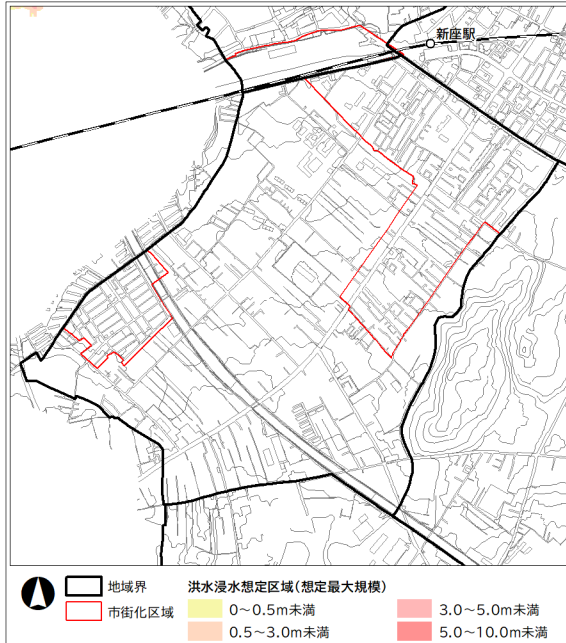 新座駅
地域界
市街化区域
洪水浸水想定区域(想定最大規模)
0～0.5m未満
0.5～3.0m未満
3.0～5.0m未満
5.0～10.0m未満